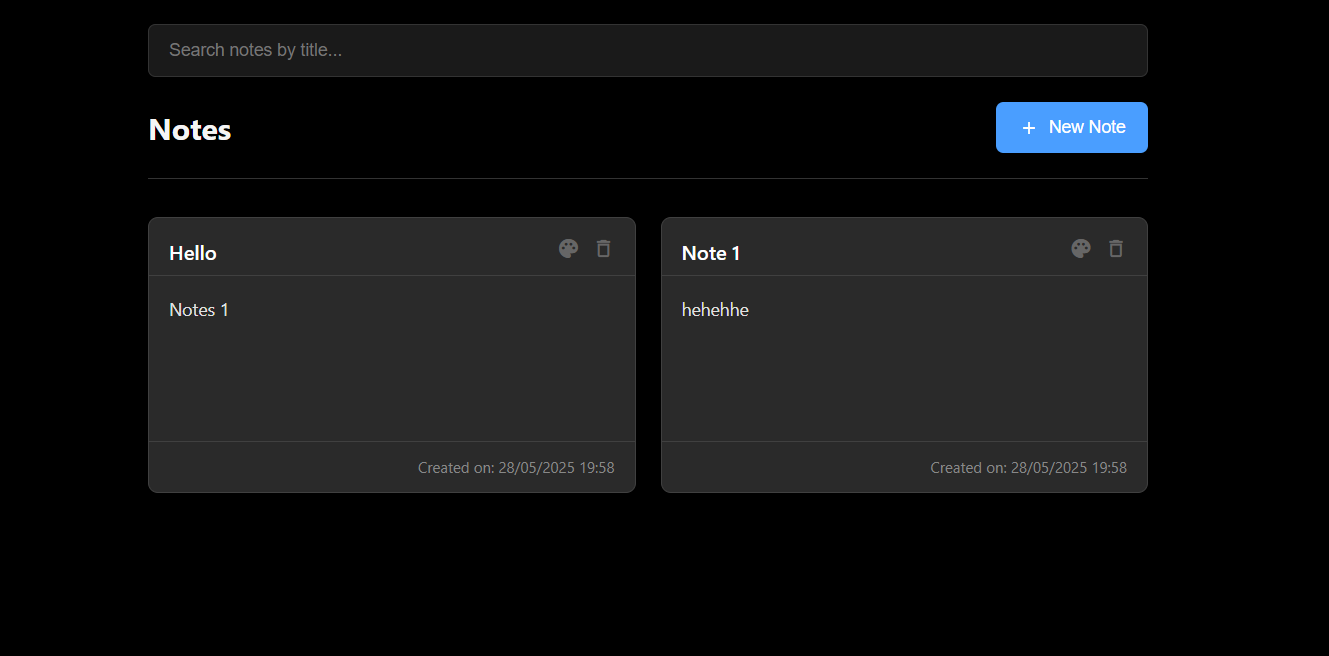 Search notes by title...
Notes
+ New Note
Hello
Notes 1
Created on: 28/05/2025 19:58
Note 1
hehehhe
Created on: 28/05/2025 19:58